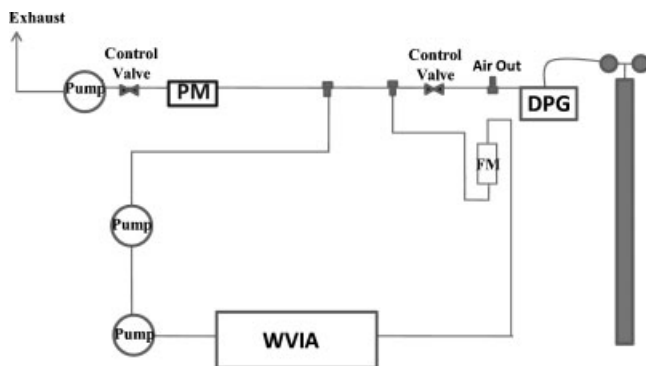 Exhaust
Control
Valve
Pump
PM
Control
Valve
Air Out
DPG
FM
Pump
Pump
WVIA